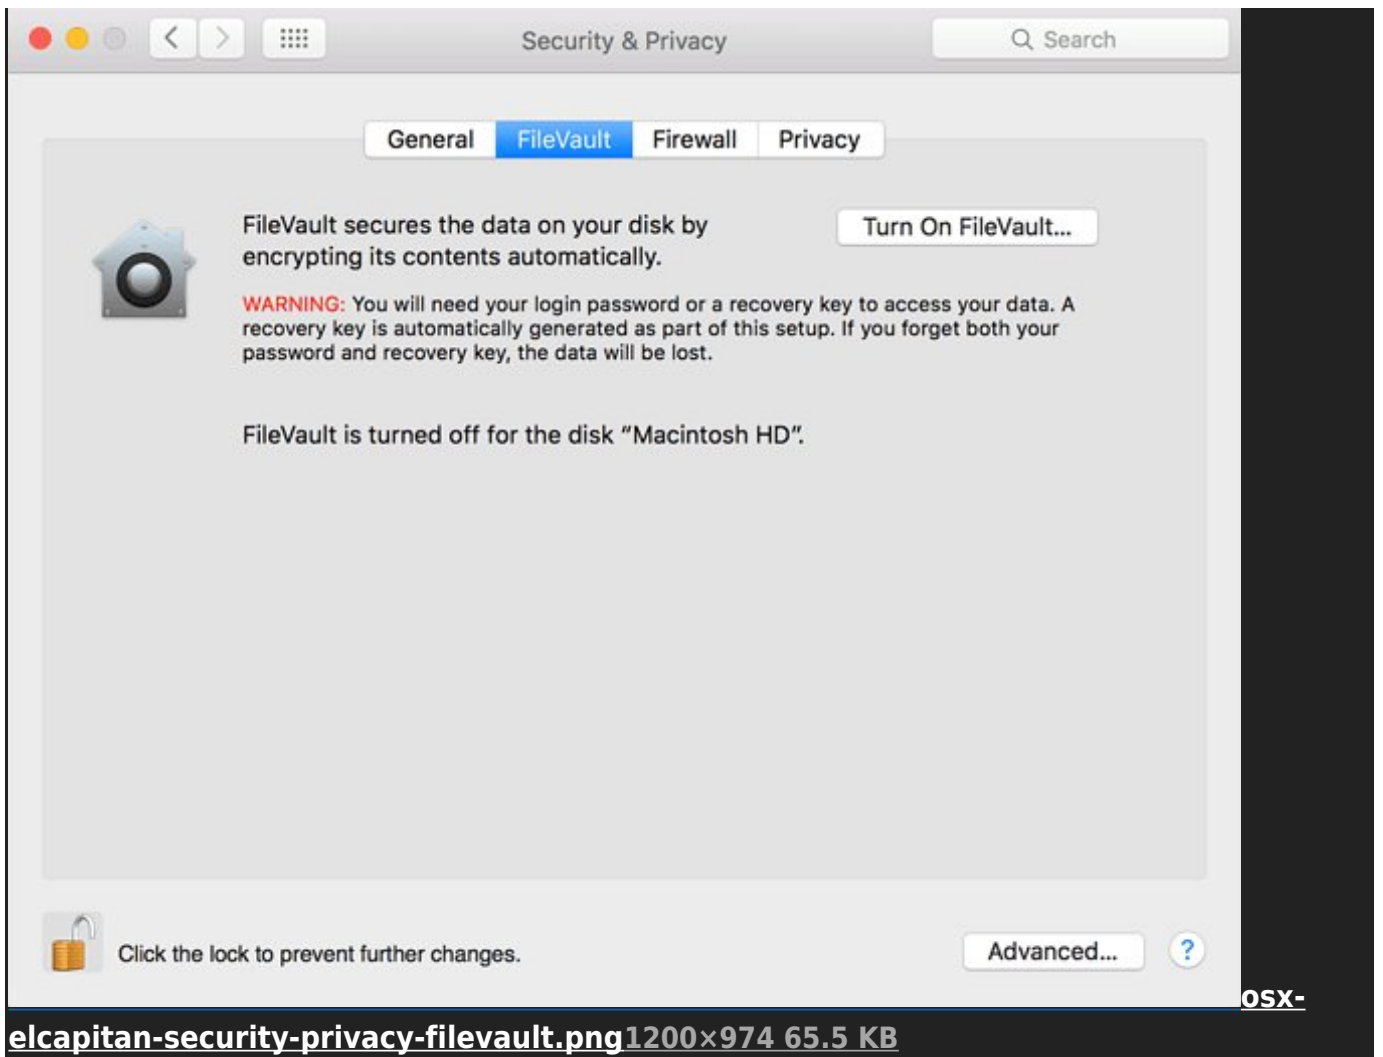 Security & Privacy
Search
General FileVault Firewall Privacy
FileVault secures the data on your disk by
encrypting its contents automatically.
Turn On FileVault...
WARNING: You will need your login password or a recovery key to access your data. A
recovery key is automatically generated as part of this setup. If you forget both your
password and recovery key, the data will be lost.
FileVault is turned off for the disk “Macintosh HD”.
Click the lock to prevent further changes.
Advanced...
?
osx-
elcapitan-security-privacy-filevault.png 1200×974 65.5 KB